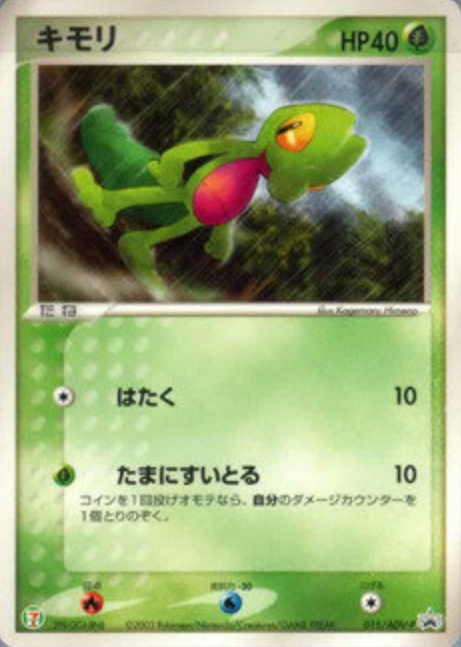 キモリ
HP40
たね
Illus. Kagemaru Himeno
はたく 10
たまにすいとる 10
コインを1回投げオモテなら、自分のダメージカウンターを
1個とりのぞく。
弱点
抵抗力 -30
にげる
©2003 Pokémon/Nintendo/Creatures/GAME FREAK
015/ADV-P